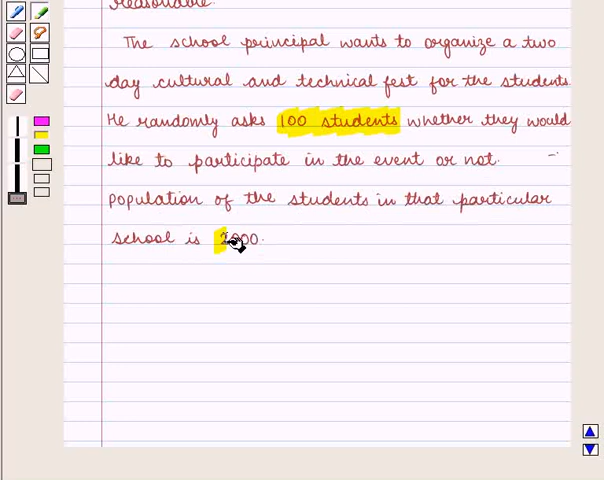 reasonable.
The school principal wants to organize a two
day cultural and technical fest for the students
He randomly asks 100 students whether they would
like to participate in the event or not.
population of the students in that particular
school is 2000.